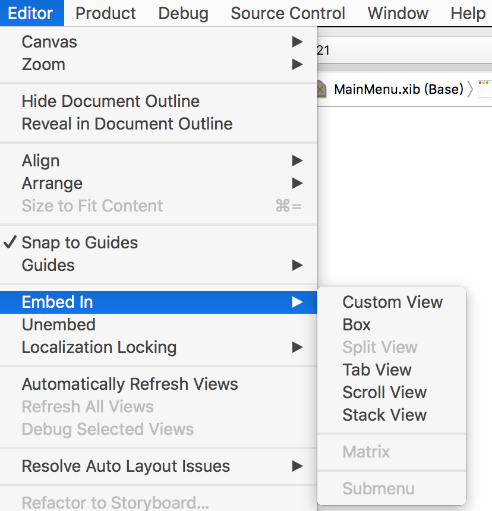 Editor Product Debug Source Control Window Help
Canvas
Zoom
21
Hide Document Outline
MainMenu.xib (Base)
Reveal in Document Outline
Align
Arrange
Size to Fit Content ⌘=
✓ Snap to Guides
Guides
Embed In
Unembed
Localization Locking
Automatically Refresh Views
Refresh All Views
Debug Selected Views
Resolve Auto Layout Issues
Refactor to Storyboard...
Custom View
Box
Split View
Tab View
Scroll View
Stack View
Matrix
Submenu